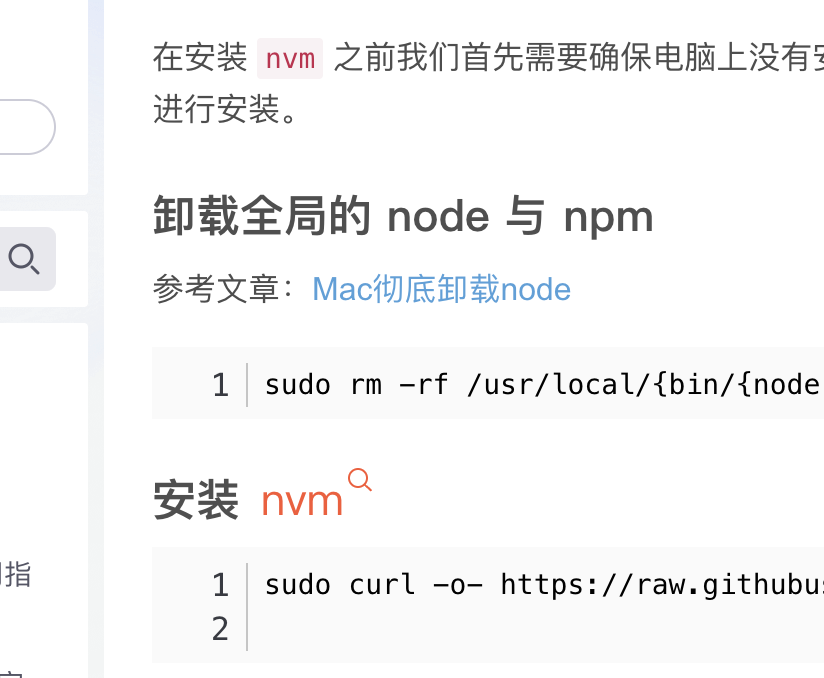 在安装 nvm 之前我们首先需要确保电脑上没有安
进行安装。
卸载全局的 node 与 npm
参考文章：Mac彻底卸载node
1 sudo rm -rf /usr/local/{bin/{node
安装 nvm
1 sudo curl -o- https://raw.githubu
2
指